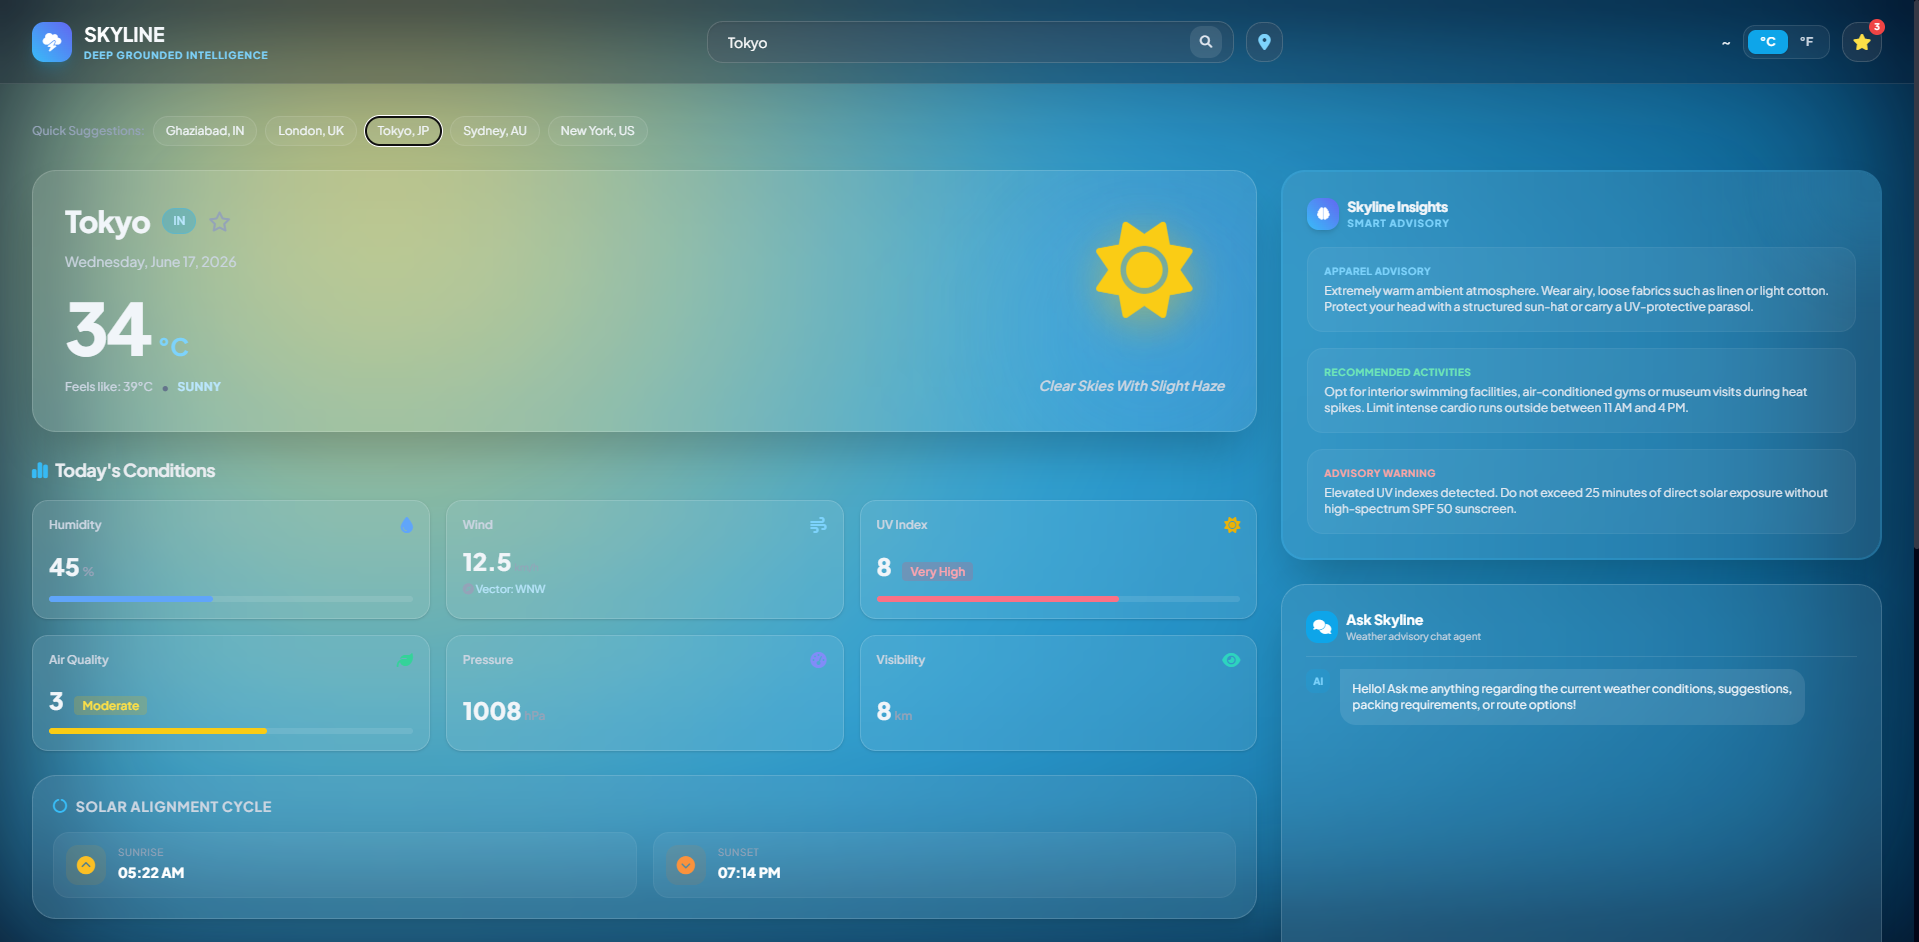 SKYLINE
DEEP GROUNDED INTELLIGENCE
Tokyo
~
°C
°F
3
Quick Suggestions:
Ghaziabad, IN
London, UK
Tokyo, JP
Sydney, AU
New York, US
Tokyo
IN
Wednesday, June 17, 2026
34 °C
Feels like: 39°C • SUNNY
Clear Skies With Slight Haze
Today's Conditions
Humidity
45 %
Wind
12.5
Vector: WNW
UV Index
8 Very High
Air Quality
3 Moderate
Pressure
1008 hPa
Visibility
8 km
SOLAR ALIGNMENT CYCLE
SUNRISE
05:22 AM
SUNSET
07:14 PM
Skyline Insights
SMART ADVISORY
APPAREL ADVISORY
Extremely warm ambient atmosphere. Wear airy, loose fabrics such as linen or light cotton.
Protect your head with a structured sun-hat or carry a UV-protective parasol.
RECOMMENDED ACTIVITIES
Opt for interior swimming facilities, air-conditioned gyms or museum visits during heat
spikes. Limit intense cardio runs outside between 11 AM and 4 PM.
ADVISORY WARNING
Elevated UV indexes detected. Do not exceed 25 minutes of direct solar exposure without
high-spectrum SPF 50 sunscreen.
Ask Skyline
Weather advisory chat agent
AI
Hello! Ask me anything regarding the current weather conditions, suggestions,
packing requirements, or route options!